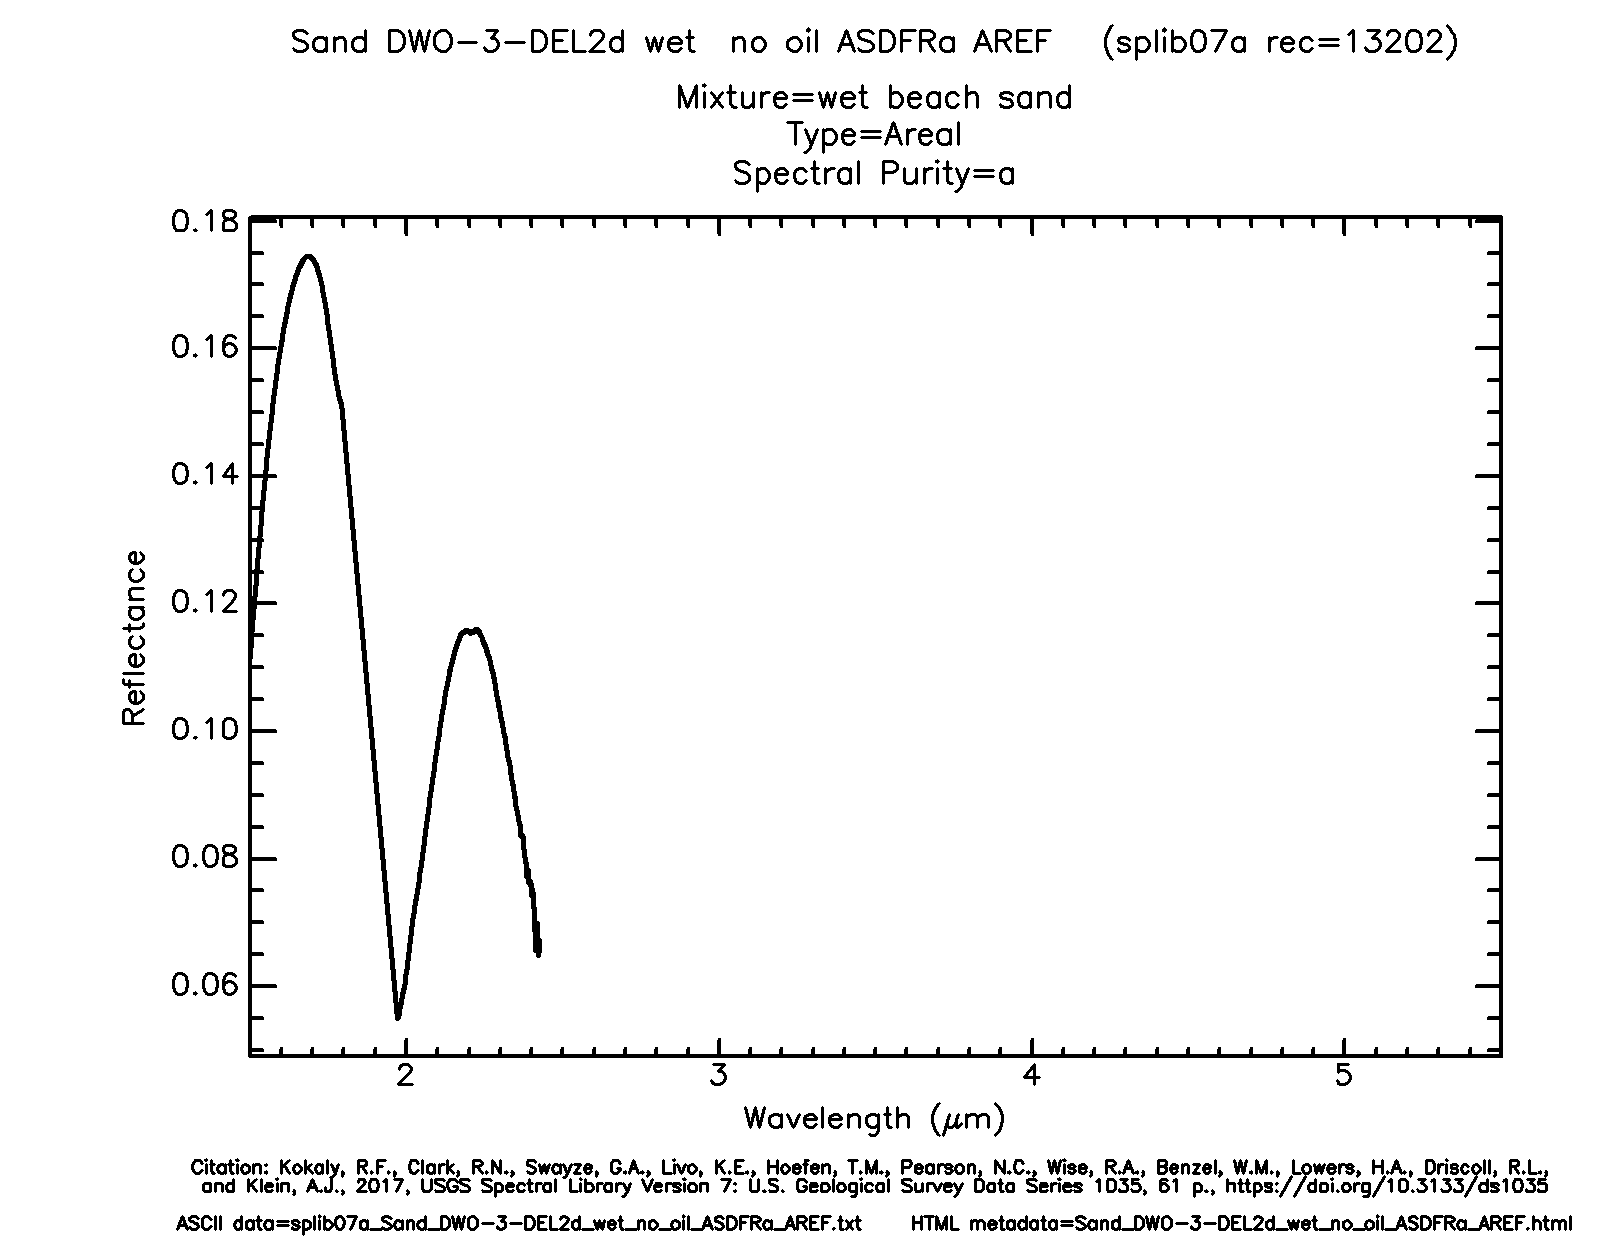 Sand DWO-3-DEL2d wet  no oil ASDFRa AREF   (splib07a rec=13202)
Mixture=wet beach sand
Type=Areal
Spectral Purity=a
0.18
0.16
0.14
0.12
0.10
0.08
0.06
Reflectance
2 3 4 5
Wavelength (μm)
Citation: Kokaly, R.F., Clark, R.N., Swayze, G.A., Livo, K.E., Hoefen, T.M., Pearson, N.C., Wise, R.A., Benzel, W.M., Lowers, H.A., Driscoll, R.L.,
and Klein, A.J., 2017, USGS Spectral Library Version 7: U.S. Geological Survey Data Series 1035, 61 p., https://doi.org/10.3133/ds1035
ASCII data=splib07a_Sand_DWO-3-DEL2d_wet_no_oil_ASDFRa_AREF.txt   HTML metadata=Sand_DWO-3-DEL2d_wet_no_oil_ASDFRa_AREF.html